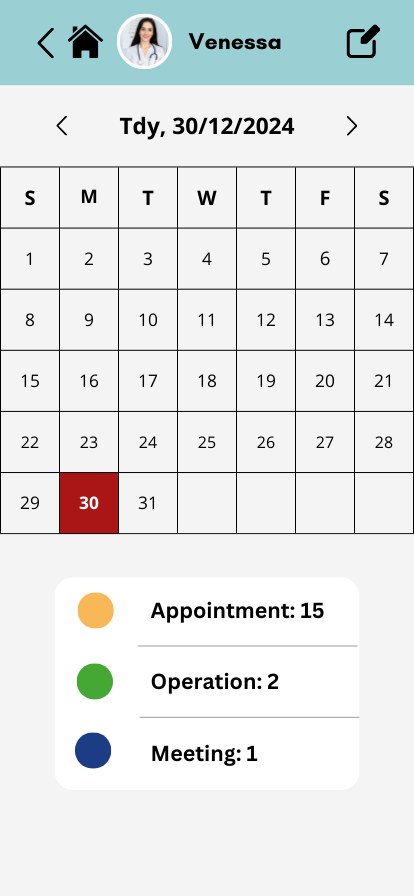 Venessa
Tdy, 30/12/2024
S M T W T F S
1 2 3 4 5 6 7
8 9 10 11 12 13 14
15 16 17 18 19 20 21
22 23 24 25 26 27 28
29 30 31
Appointment: 15
Operation: 2
Meeting: 1